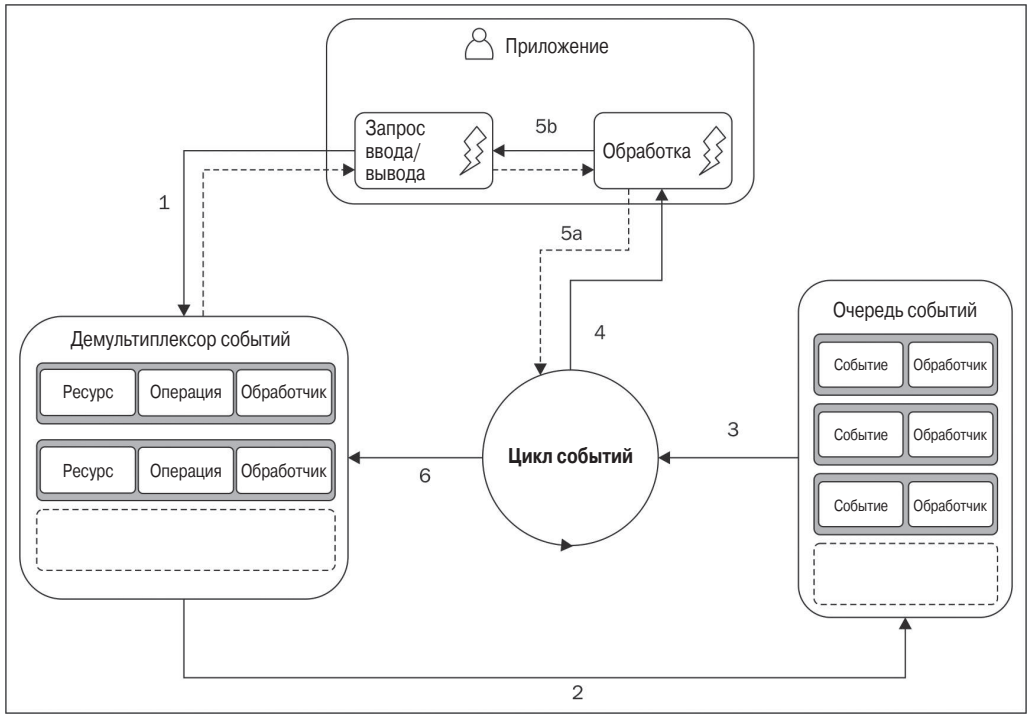 Приложение
Запрос
ввода/
вывода
5b
Обработка
1
5a
4
Демультиплексор событий
Ресурс Операция Обработчик
Ресурс Операция Обработчик
6
Цикл событий
3
Очередь событий
Событие Обработчик
Событие Обработчик
Событие Обработчик
2